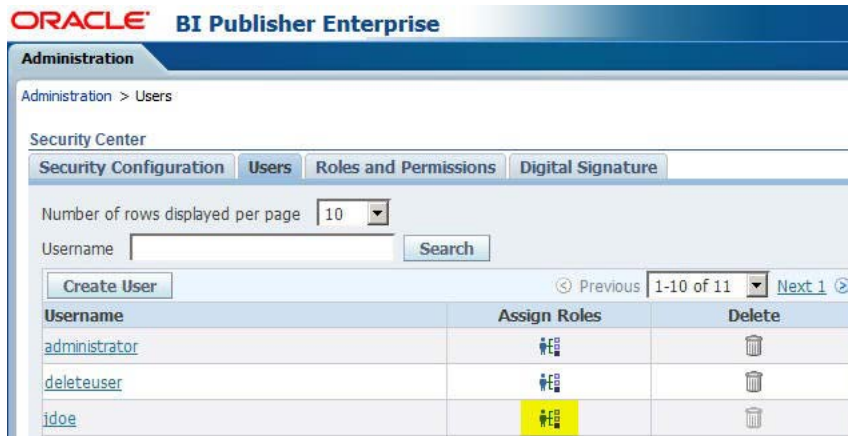 ORACLE BI Publisher Enterprise
Administration
Administration > Users
Security Center
Security Configuration Users Roles and Permissions Digital Signature
Number of rows displayed per page 10
Username Search
Create User Previous 1-10 of 11 Next 1
Username Assign Roles Delete
administrator
deleteuser
jdoe